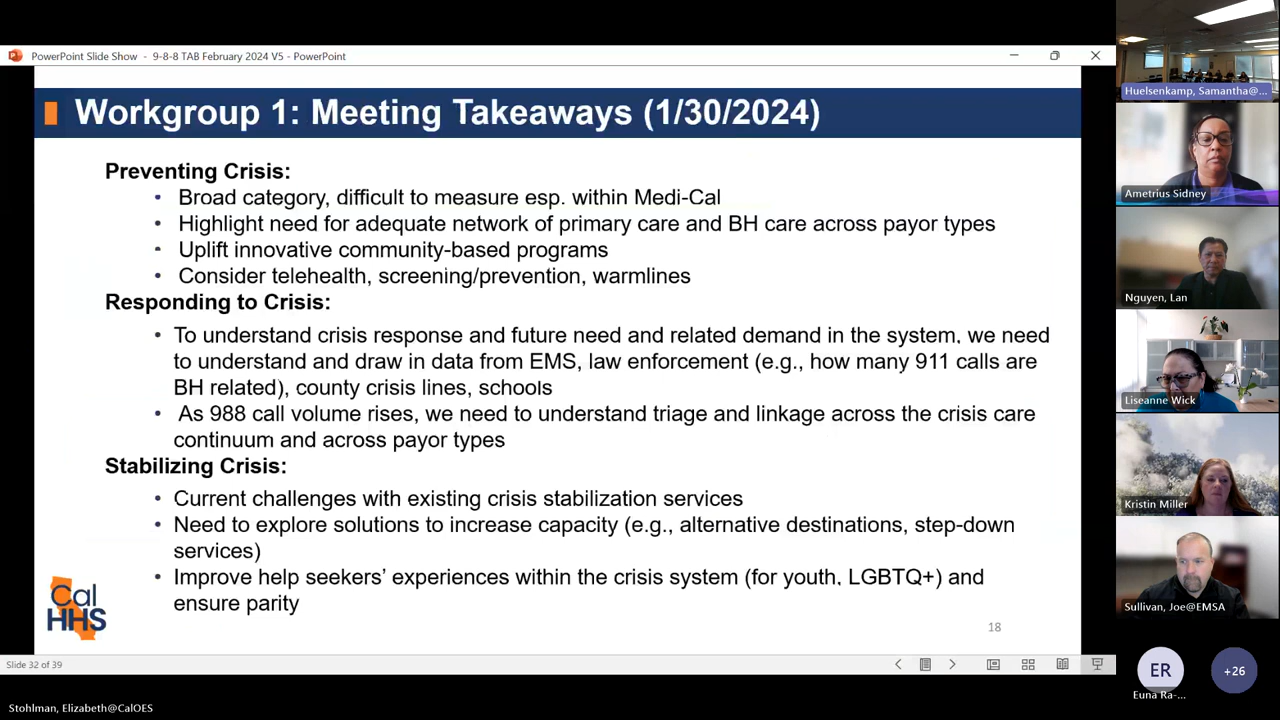 PowerPoint Slide Show - 9-8-8 TAB February 2024 V5 - PowerPoint
Workgroup 1: Meeting Takeaways (1/30/2024)
Preventing Crisis:
• Broad category, difficult to measure esp. within Medi-Cal
• Highlight need for adequate network of primary care and BH care across payor types
• Uplift innovative community-based programs
• Consider telehealth, screening/prevention, warmlines
Responding to Crisis:
• To understand crisis response and future need and related demand in the system, we need
to understand and draw in data from EMS, law enforcement (e.g., how many 911 calls are
BH related), county crisis lines, schools
• As 988 call volume rises, we need to understand triage and linkage across the crisis care
continuum and across payor types
Stabilizing Crisis:
• Current challenges with existing crisis stabilization services
• Need to explore solutions to increase capacity (e.g., alternative destinations, step-down
services)
• Improve help seekers' experiences within the crisis system (for youth, LGBTQ+) and
ensure parity
Cal
HHS
18
Slide 32 of 39
Stohlman, Elizabeth@CalOES
Huelsenkamp, Samantha@...
Ametrius Sidney
Nguyen, Lan
Liseanne Wick
Kristin Miller
Sullivan, Joe@EMSA
ER
Euna Ra-...
+26